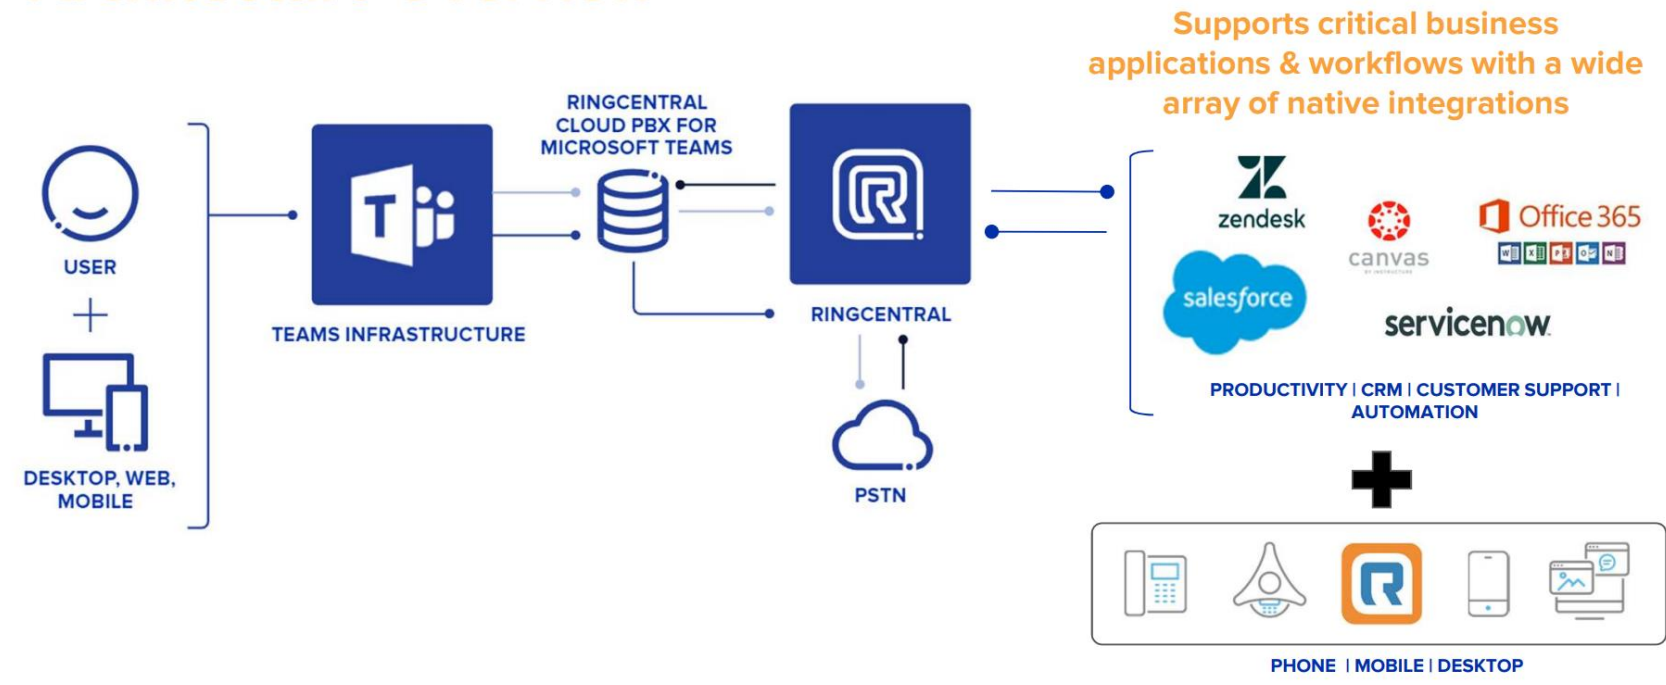 Supports critical business
applications & workflows with a wide
array of native integrations
USER
DESKTOP, WEB,
MOBILE
T
TEAMS INFRASTRUCTURE
RINGCENTRAL
CLOUD PBX FOR
MICROSOFT TEAMS
R
RINGCENTRAL
PSTN
zendesk
canvas
BY INSTRUCTURE
Office 365
W X P O N
salesforce
servicenow
PRODUCTIVITY | CRM | CUSTOMER SUPPORT |
AUTOMATION
R
PHONE | MOBILE | DESKTOP